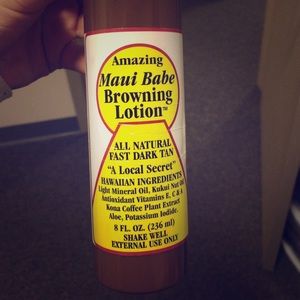 Amazing
Maui Babe
Browning
Lotion™
ALL NATURAL
FAST DARK TAN
"A Local Secret"
HAWAIIAN INGREDIENTS
Light Mineral Oil, Kukui Nut Oil
Antioxidant Vitamins E, C & A
Kona Coffee Plant Extract
Aloe, Potassium Iodide.
8 FL. OZ. (236 ml)
SHAKE WELL
EXTERNAL USE ONLY